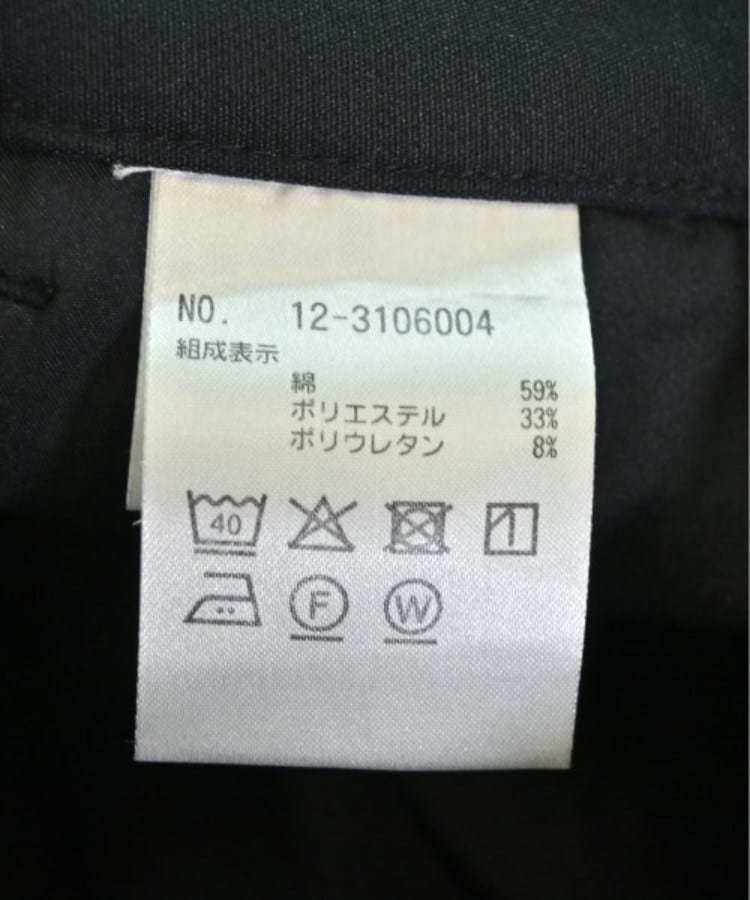 NO. 12-3106004
組成表示
綿 59%
ポリエステル 33%
ポリウレタン 8%
40
F W